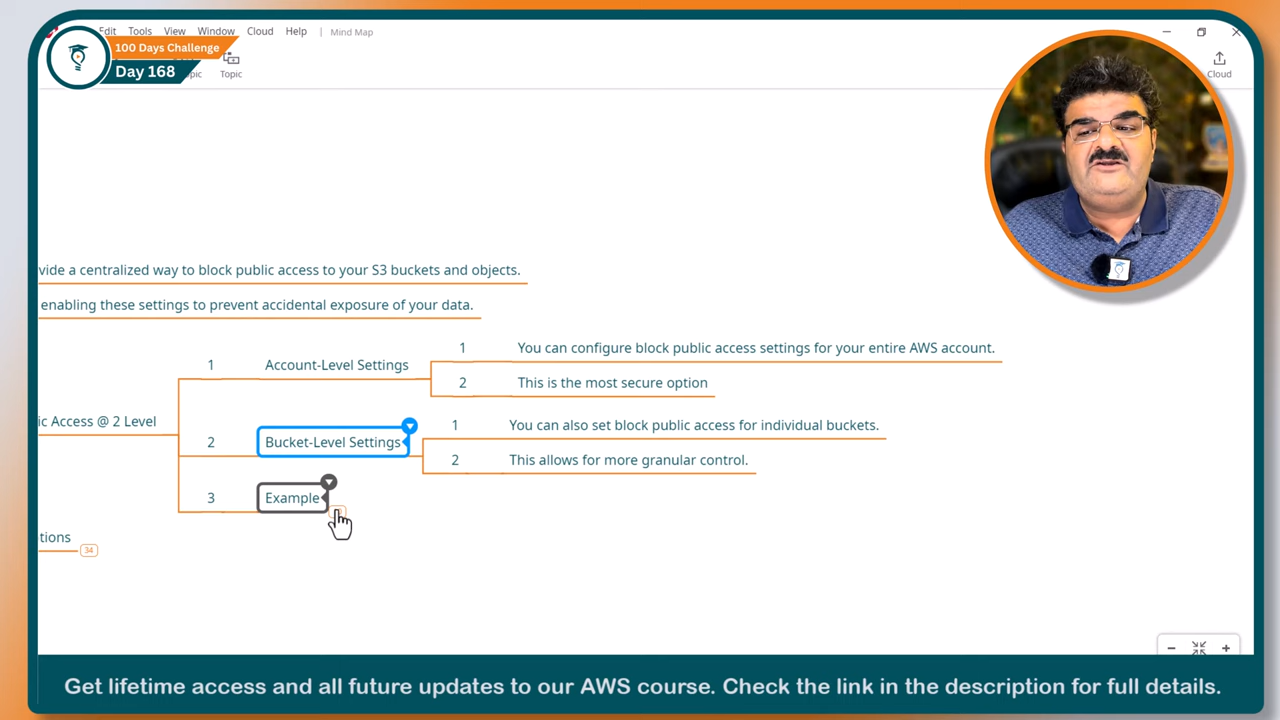 Edit Tools View Window Cloud Help Mind Map
100 Days Challenge
Day 168
Topic
Cloud
vide a centralized way to block public access to your S3 buckets and objects.
enabling these settings to prevent accidental exposure of your data.
1 Account-Level Settings
1 You can configure block public access settings for your entire AWS account.
2 This is the most secure option
ic Access @ 2 Level
2 Bucket-Level Settings
1 You can also set block public access for individual buckets.
2 This allows for more granular control.
3 Example
tions 34
Get lifetime access and all future updates to our AWS course. Check the link in the description for full details.